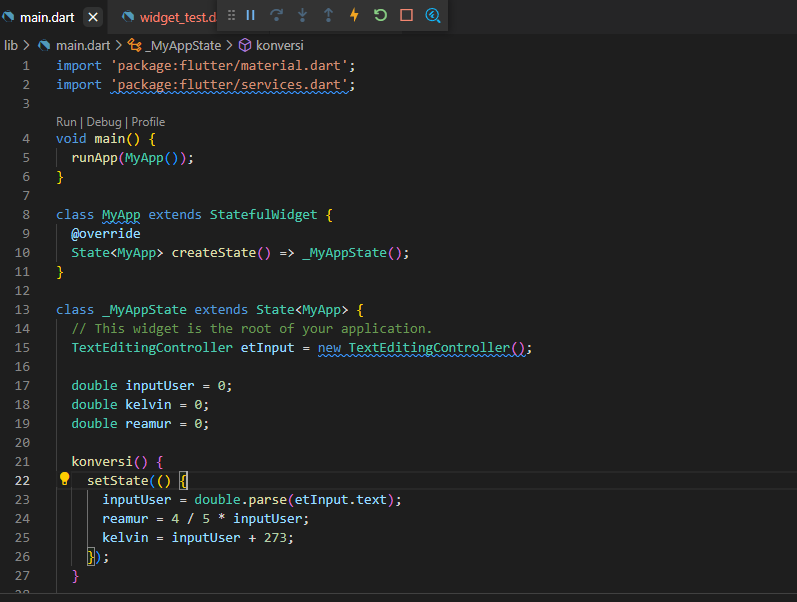 main.dart widget_test.d
lib > main.dart > _MyAppState > konversi
1 import 'package:flutter/material.dart';
2 import 'package:flutter/services.dart';
3
Run | Debug | Profile
4 void main() {
5 runApp(MyApp());
6 }
7
8 class MyApp extends StatefulWidget {
9 @override
10 State<MyApp> createState() => _MyAppState();
11 }
12
13 class _MyAppState extends State<MyApp> {
14 // This widget is the root of your application.
15 TextEditingController etInput = new TextEditingController();
16
17 double inputUser = 0;
18 double kelvin = 0;
19 double reamur = 0;
20
21 konversi() {
22 setState(() {
23 inputUser = double.parse(etInput.text);
24 reamur = 4 / 5 * inputUser;
25 kelvin = inputUser + 273;
26 });
27 }
28